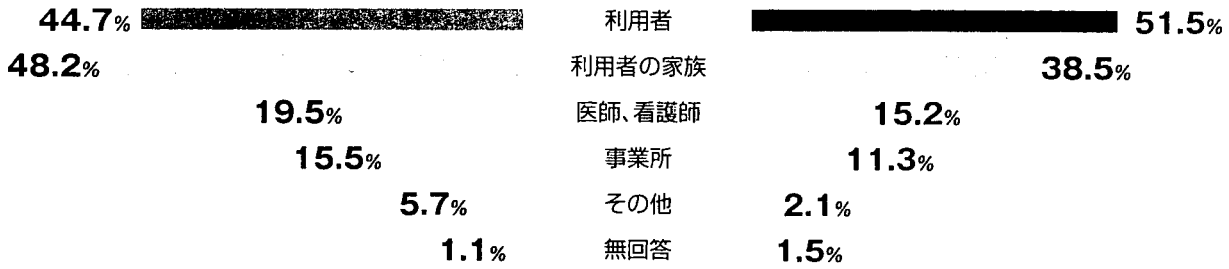 44.7% 利用者 51.5%
48.2% 利用者の家族 38.5%
19.5% 医師、看護師 15.2%
15.5% 事業所 11.3%
5.7% その他 2.1%
1.1% 無回答 1.5%